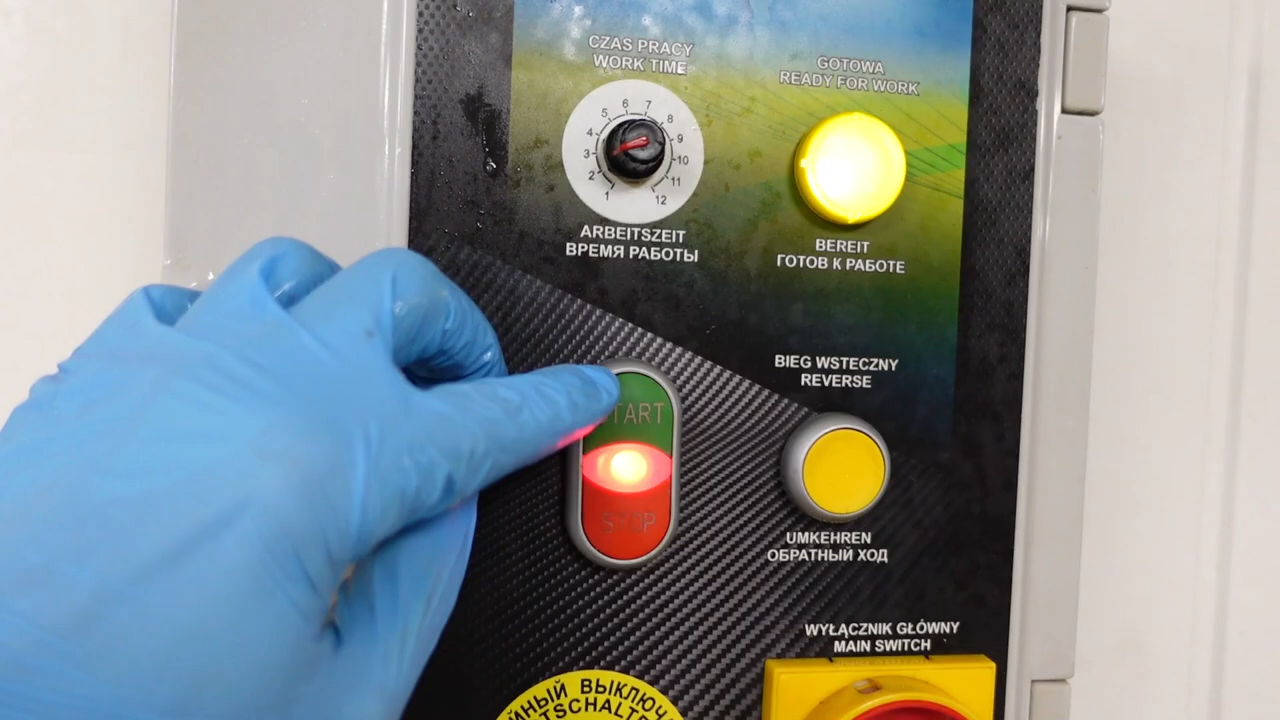 CZAS PRACY
WORK TIME
1 2 3 4 5 6 7 8 9 10 11 12
ARBEITSZEIT
ВРЕМЯ РАБОТЫ
GOTOWA
READY FOR WORK
BEREIT
ГОТОВ К РАБОТЕ
START
STOP
BIEG WSTECZNY
REVERSE
UMKEHREN
ОБРАТНЫЙ ХОД
WYŁĄCZNIK GŁÓWNY
MAIN SWITCH